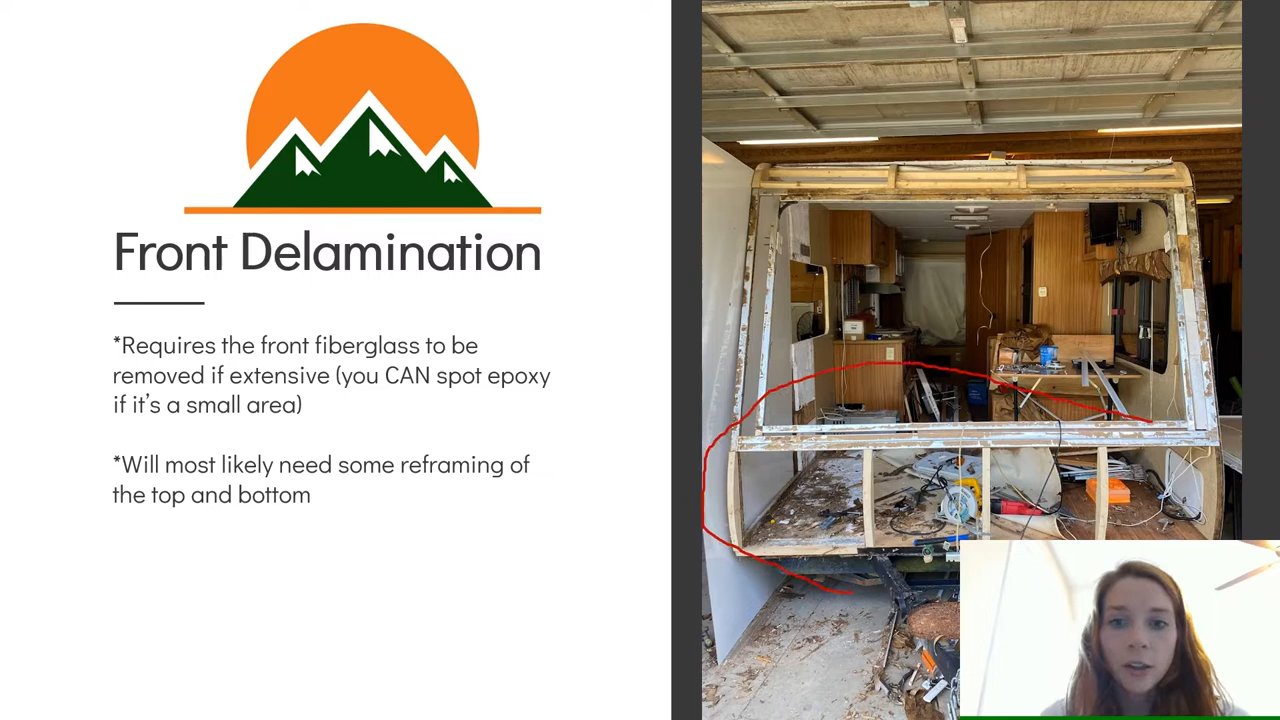 Front Delamination
*Requires the front fiberglass to be
removed if extensive (you CAN spot epoxy
if it's a small area)
*Will most likely need some reframing of
the top and bottom